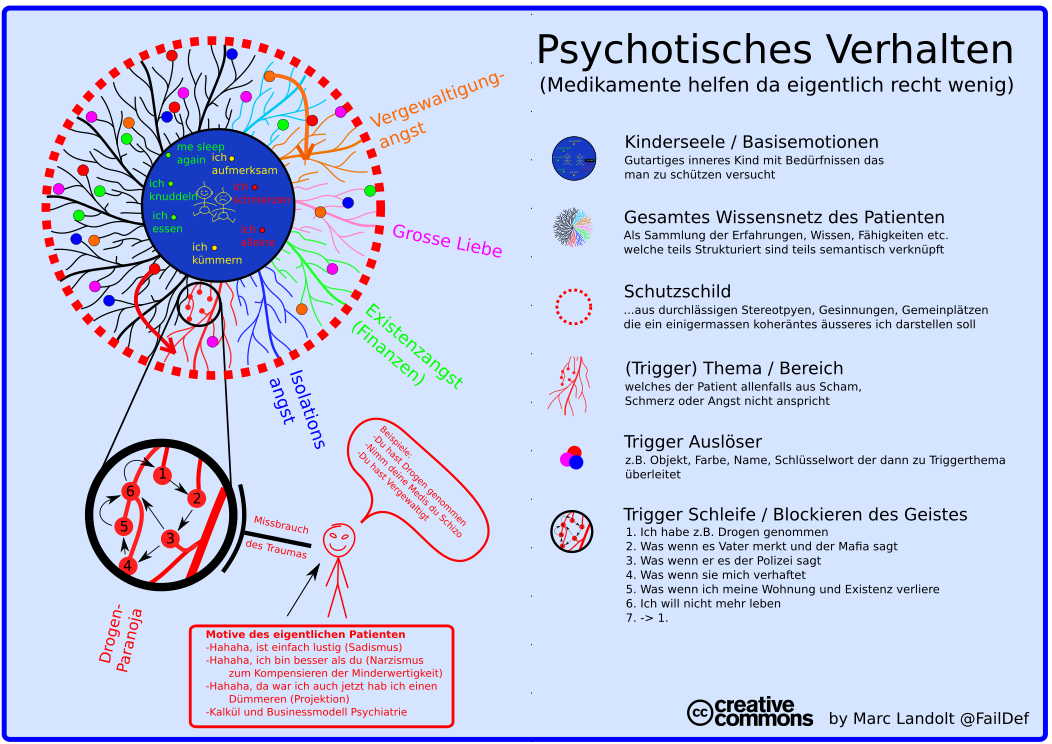 Psychotisches Verhalten
(Medikamente helfen da eigentlich recht wenig)
me sleep
again
ich
aufmerksam
ich
knuddeln
ich
schmerzen
ich
essen
ich
alleine
ich
kümmern
Vergewaltigung-
angst
Grosse Liebe
Existenzangst
(Finanzen)
Isolations
angst
1
2
3
4
5
6
Drogen-
Paranoja
Missbrauch
des Traumas
Beispiele:
-Du hast Drogen genommen
-Nimm deine Medis du Schizo
-Du hast Vergewaltigt
Motive des eigentlichen Patienten
-Hahaha, ist einfach lustig (Sadismus)
-Hahaha, ich bin besser als du (Narzismus
zum Kompensieren der Minderwertigkeit)
-Hahaha, da war ich auch jetzt hab ich einen
Dümmeren (Projektion)
-Kalkül und Businessmodell Psychiatrie
Kinderseele / Basisemotionen
Gutartiges inneres Kind mit Bedürfnissen das
man zu schützen versucht
Gesamtes Wissensnetz des Patienten
Als Sammlung der Erfahrungen, Wissen, Fähigkeiten etc.
welche teils Strukturiert sind teils semantisch verknüpft
Schutzschild
...aus durchlässigen Stereotpyen, Gesinnungen, Gemeinplätzen
die ein einigermassen koheräntes äusseres ich darstellen soll
(Trigger) Thema / Bereich
welches der Patient allenfalls aus Scham,
Schmerz oder Angst nicht anspricht
Trigger Auslöser
z.B. Objekt, Farbe, Name, Schlüsselwort der dann zu Triggerthema
überleitet
Trigger Schleife / Blockieren des Geistes
1. Ich habe z.B. Drogen genommen
2. Was wenn es Vater merkt und der Mafia sagt
3. Was wenn er es der Polizei sagt
4. Was wenn sie mich verhaftet
5. Was wenn ich meine Wohnung und Existenz verliere
6. Ich will nicht mehr leben
7. -> 1.
cc creative
commons
by Marc Landolt @FailDef